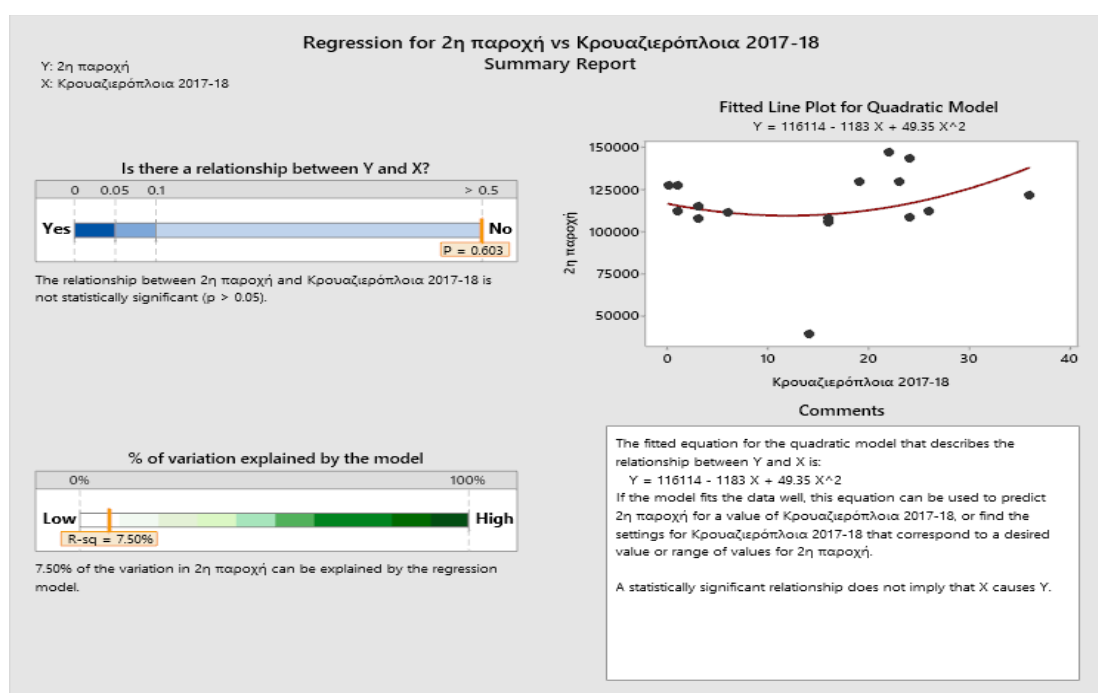 Regression for 2η παροχή vs Κρουαζιερόπλοια 2017-18
Summary Report
Y: 2η παροχή
X: Κρουαζιερόπλοια 2017-18
Is there a relationship between Y and X?
0 0.05 0.1 > 0.5
Yes No
P = 0.603
The relationship between 2η παροχή and Κρουαζιερόπλοια 2017-18 is
not statistically significant (p > 0.05).
% of variation explained by the model
0% 100%
Low High
R-sq = 7.50%
7.50% of the variation in 2η παροχή can be explained by the regression
model.
Fitted Line Plot for Quadratic Model
Y = 116114 - 1183 X + 49.35 X^2
150000
125000
100000
75000
50000
2η παροχή
0 10 20 30 40
Κρουαζιερόπλοια 2017-18
Comments
The fitted equation for the quadratic model that describes the
relationship between Y and X is:
Y = 116114 - 1183 X + 49.35 X^2
If the model fits the data well, this equation can be used to predict
2η παροχή for a value of Κρουαζιερόπλοια 2017-18, or find the
settings for Κρουαζιερόπλοια 2017-18 that correspond to a desired
value or range of values for 2η παροχή.
A statistically significant relationship does not imply that X causes Y.